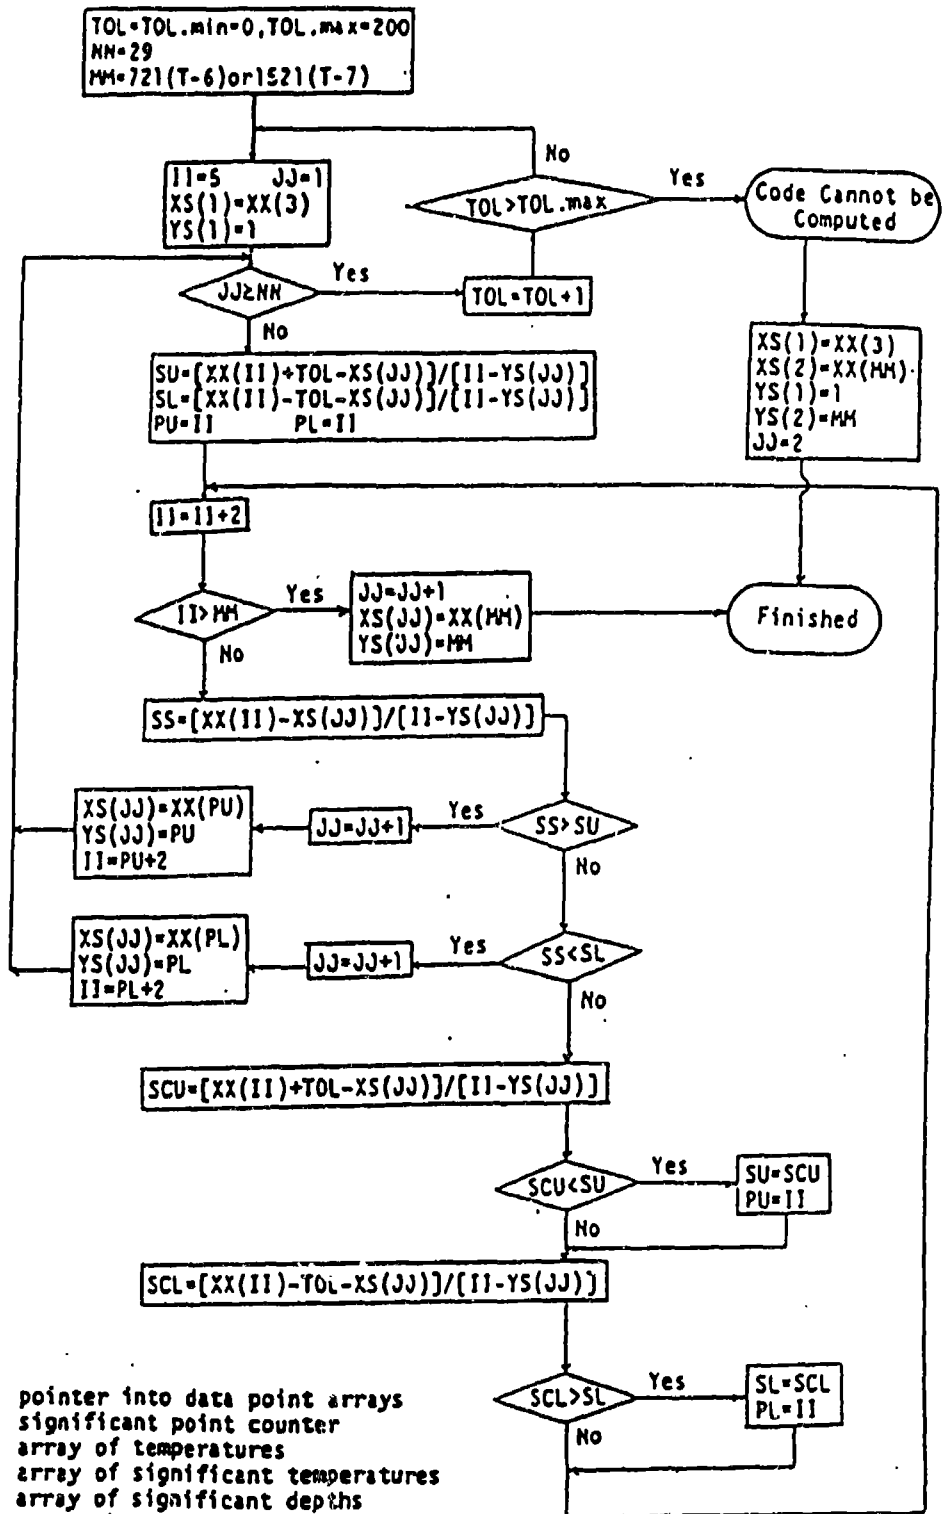 TOL=TOL.min=0,TOL.max=200
NN=29
MM=721(T-6)or1521(T-7)
No
II=5 JJ=1
XS(1)=XX(3)
YS(1)=1
TOL>TOL.max
Yes
Code Cannot be
Computed
JJ≥NN
Yes
TOL=TOL+1
No
XS(1)=XX(3)
XS(2)=XX(MM)
YS(1)=1
YS(2)=MM
JJ=2
SU=[XX(II)+TOL-XS(JJ)]/[II-YS(JJ)]
SL=[XX(II)-TOL-XS(JJ)]/[II-YS(JJ)]
PU=II PL=II
II=II+2
II>MM
Yes
JJ=JJ+1
XS(JJ)=XX(MM)
YS(JJ)=MM
Finished
No
SS=[XX(II)-XS(JJ)]/[II-YS(JJ)]
XS(JJ)=XX(PU)
YS(JJ)=PU
II=PU+2
JJ=JJ+1
Yes
SS>SU
No
XS(JJ)=XX(PL)
YS(JJ)=PL
II=PL+2
JJ=JJ+1
Yes
SS<SL
No
SCU=[XX(II)+TOL-XS(JJ)]/[II-YS(JJ)]
SCU<SU
Yes
SU=SCU
PU=II
No
SCL=[XX(II)-TOL-XS(JJ)]/[II-YS(JJ)]
SCL>SL
Yes
SL=SCL
PL=II
No
pointer into data point arrays
significant point counter
array of temperatures
array of significant temperatures
array of significant depths